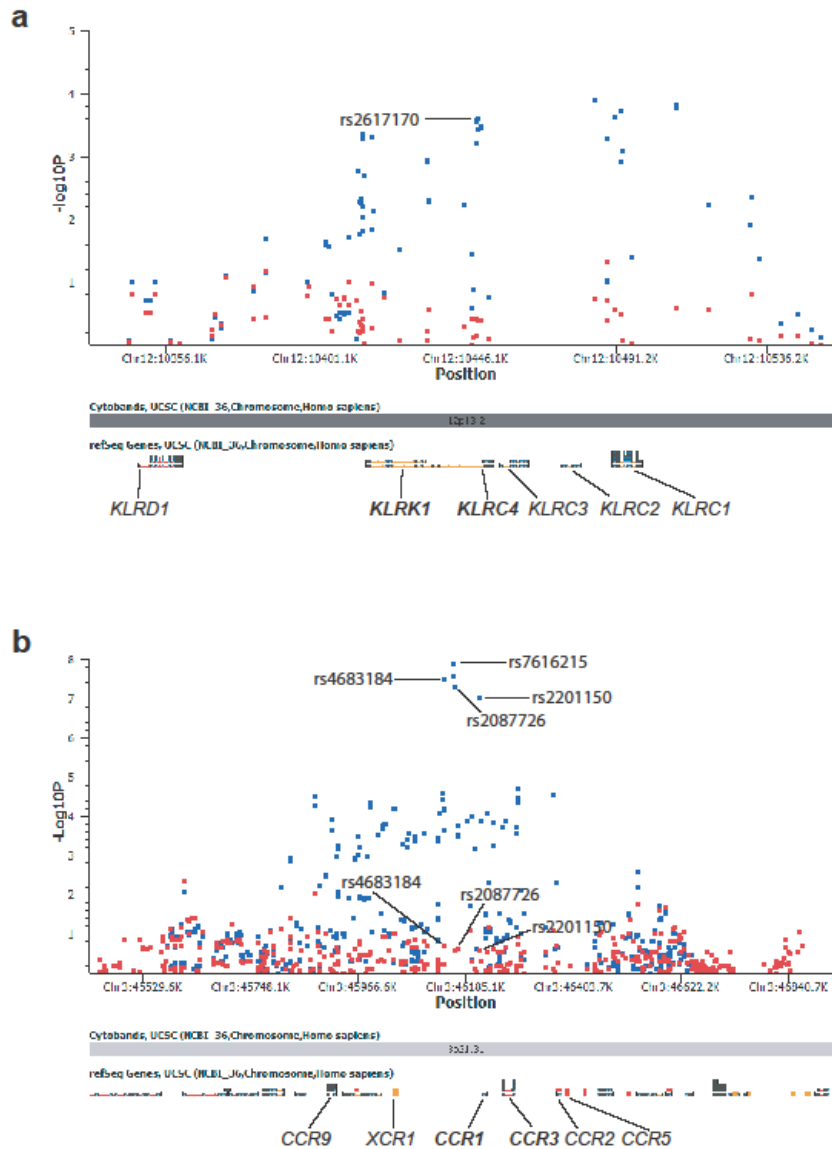 a
5
4
rs2617170
3
-log10P
2
1
Chr12:10356.1K Chr12:10401.1K Chr12:10446.1K Chr12:10491.2K Chr12:10536.2K
Position
Cytobands, UCSC (NCBI_36,Chromosome,Homo sapiens)
12p13.2
refSeq Genes, UCSC (NCBI_36,Chromosome,Homo sapiens)
KLRD1 KLRK1 KLRC4 KLRC3 KLRC2 KLRC1
b
8
rs7616215
rs4683184
7
rs2201150
rs2087726
6
5
-Log10P
4
3
2
rs4683184
rs2087726
rs2201150
1
Chr3:45529.6K Chr3:45748.1K Chr3:45966.6K Chr3:46185.1K Chr3:46403.7K Chr3:46622.2K Chr3:46840.7K
Position
Cytobands, UCSC (NCBI_36,Chromosome,Homo sapiens)
3p21.31
refSeq Genes, UCSC (NCBI_36,Chromosome,Homo sapiens)
CCR9 XCR1 CCR1 CCR3 CCR2 CCR5